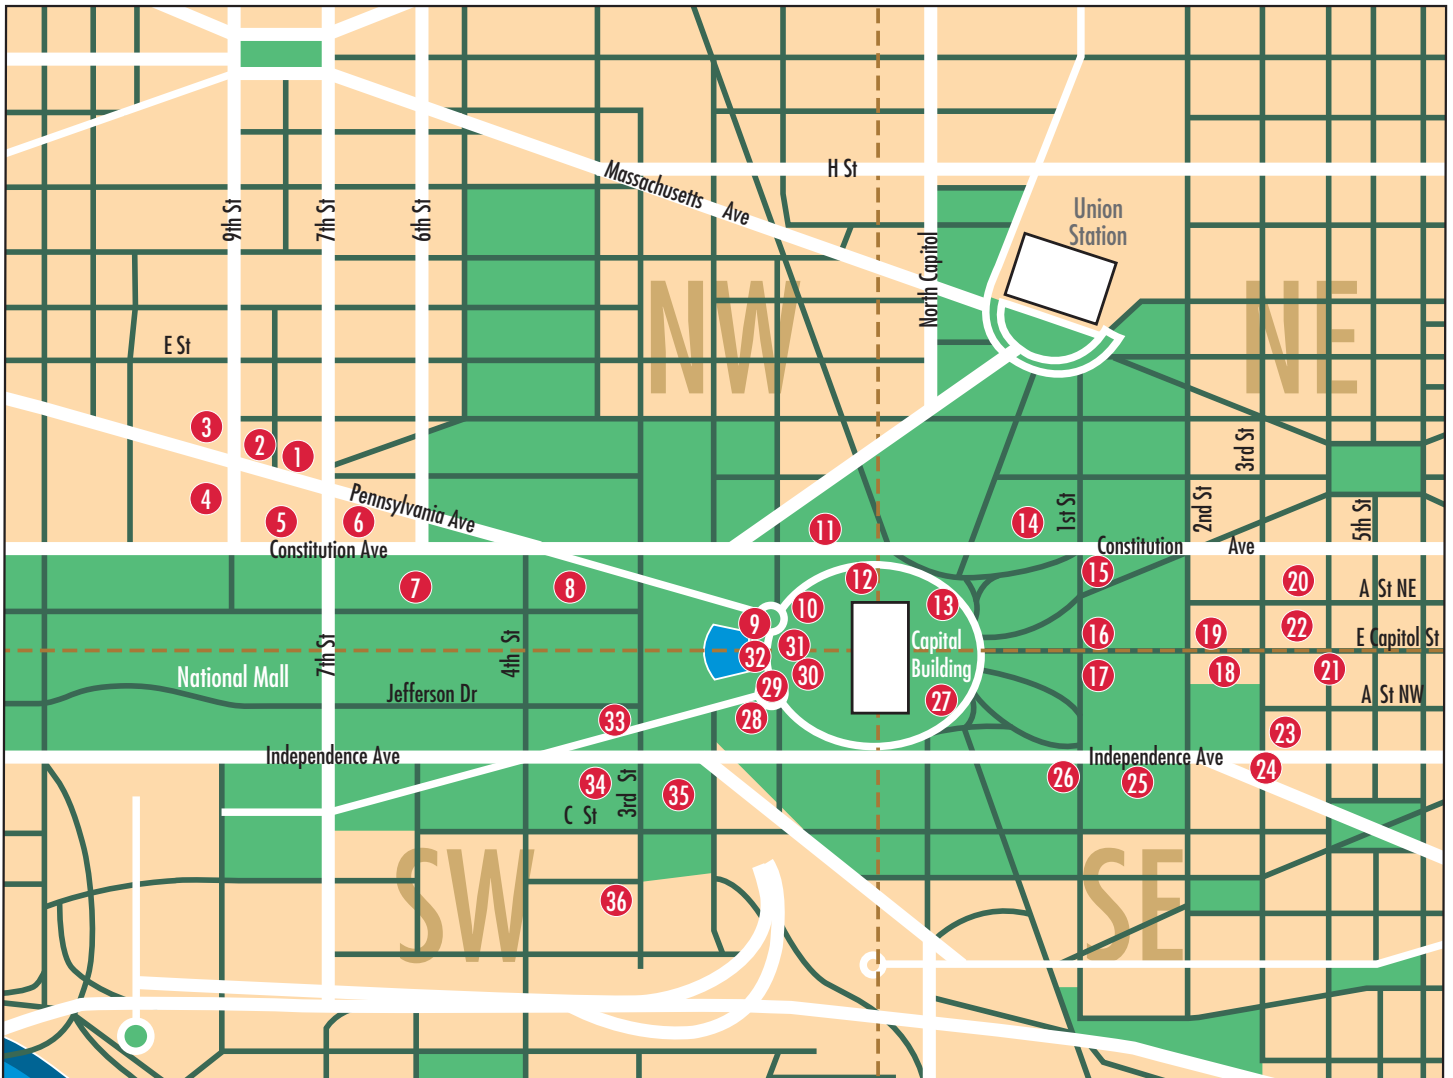 H St
Massachusetts Ave
Union
Station
9th St
7th St
6th St
North Capitol
NW
NE
E St
3
2
1
3rd St
4
Pennsylvania Ave
5
6
11
14
1st St
2nd St
5th St
Constitution Ave
Constitution Ave
7
8
12
15
20
A St NE
10
13
9
16
19
22
E Capitol St
7th St
4th St
32
31
Capital
Building
National Mall
30
17
18
21
Jefferson Dr
29
27
A St NW
33
28
23
Independence Ave
Independence Ave
34
3rd St
35
26
25
24
C St
SW
SE
36